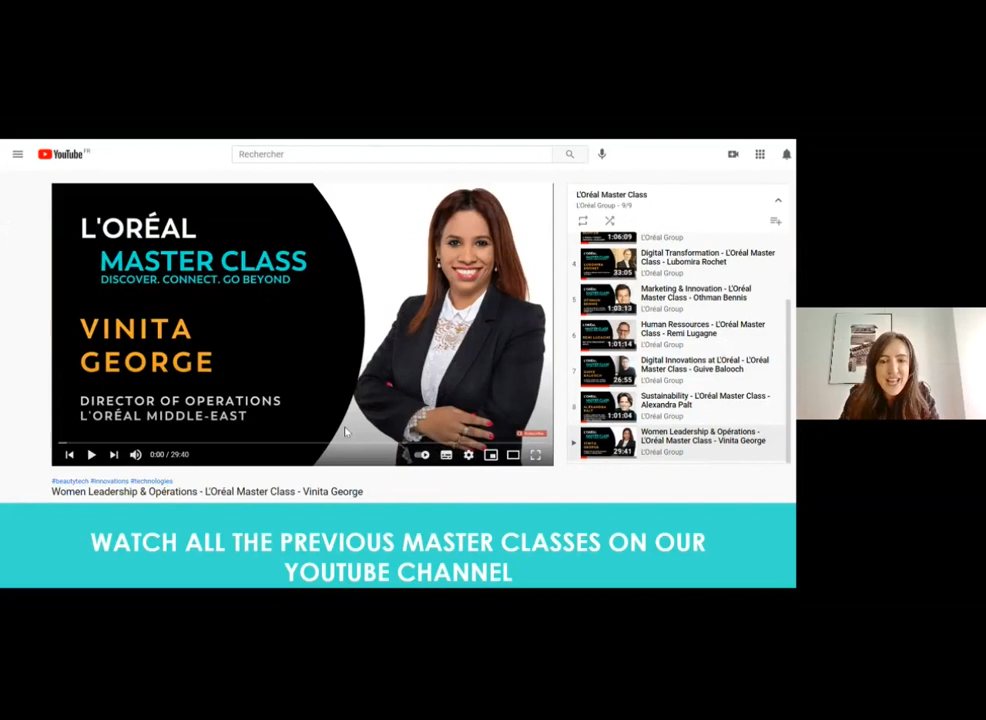 YouTube FR
Rechercher
L'ORÉAL
MASTER CLASS
DISCOVER. CONNECT. GO BEYOND
VINITA
GEORGE
DIRECTOR OF OPERATIONS
L'ORÉAL MIDDLE-EAST
0:00 / 29:40
#beautytech #innovations #technologies
Women Leadership & Opérations - L'Oréal Master Class - Vinita George
L'Oréal Master Class
L'Oréal Group - 9/9
1:06:09
L'Oréal Group
4
33:05
Digital Transformation - L'Oréal Master
Class - Lubomira Rochet
L'Oréal Group
5
1:03:13
Marketing & Innovation - L'Oréal
Master Class - Othman Bennis
L'Oréal Group
6
1:01:14
Human Ressources - L'Oréal Master
Class - Remi Lugagne
L'Oréal Group
7
26:55
Digital Innovations at L'Oréal - L'Oréal
Master Class - Guive Balooch
L'Oréal Group
8
1:01:04
Sustainability - L'Oréal Master Class -
Alexandra Palt
L'Oréal Group
29:41
Women Leadership & Opérations -
L'Oréal Master Class - Vinita George
L'Oréal Group
WATCH ALL THE PREVIOUS MASTER CLASSES ON OUR
YOUTUBE CHANNEL